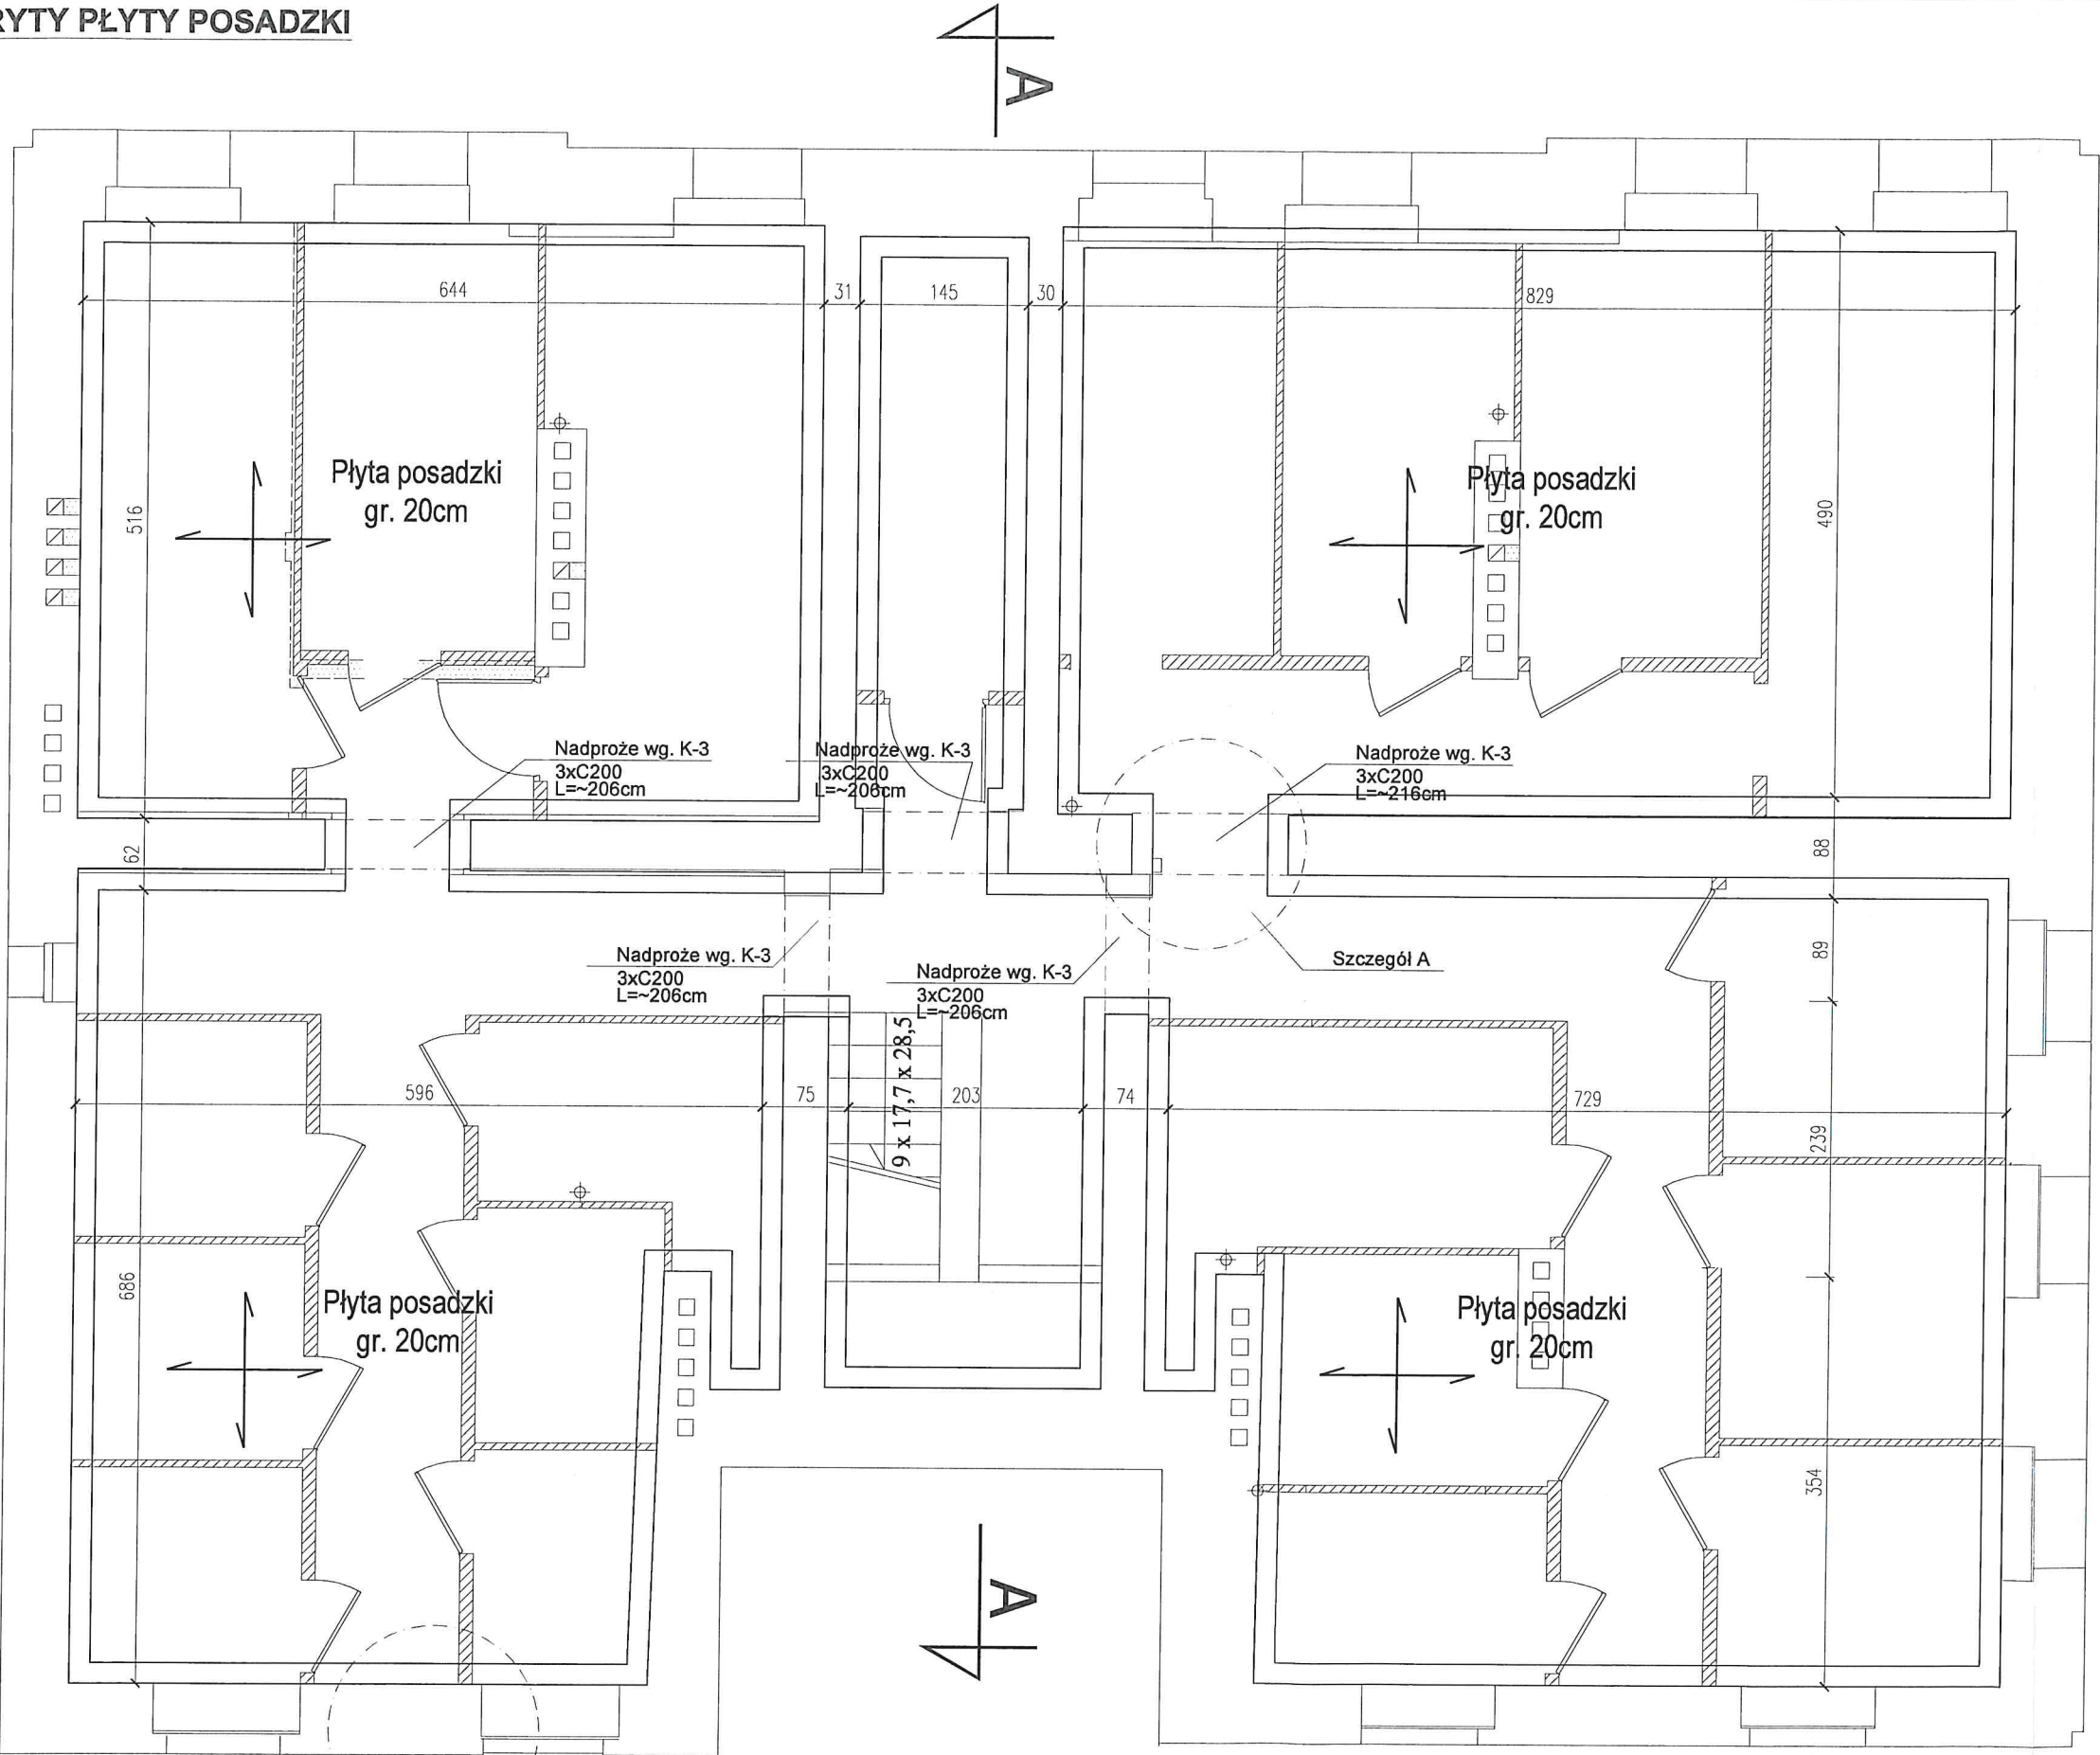 RYTY PŁYTY POSADZKI
A
644
31
145
30
829
Płyta posadzki
gr. 20cm
Płyta posadzki
gr. 20cm
516
490
Nadproże wg. K-3
3xC200
L=~206cm
Nadproże wg. K-3
3xC200
L=~206cm
Nadproże wg. K-3
3xC200
L=~216cm
62
88
Nadproże wg. K-3
3xC200
L=~206cm
Nadproże wg. K-3
3xC200
L=~206cm
Szczegół A
89
9 x 17,7 x 28,5
596
75
203
74
729
239
686
Płyta posadzki
gr. 20cm
Płyta posadzki
gr. 20cm
354
A